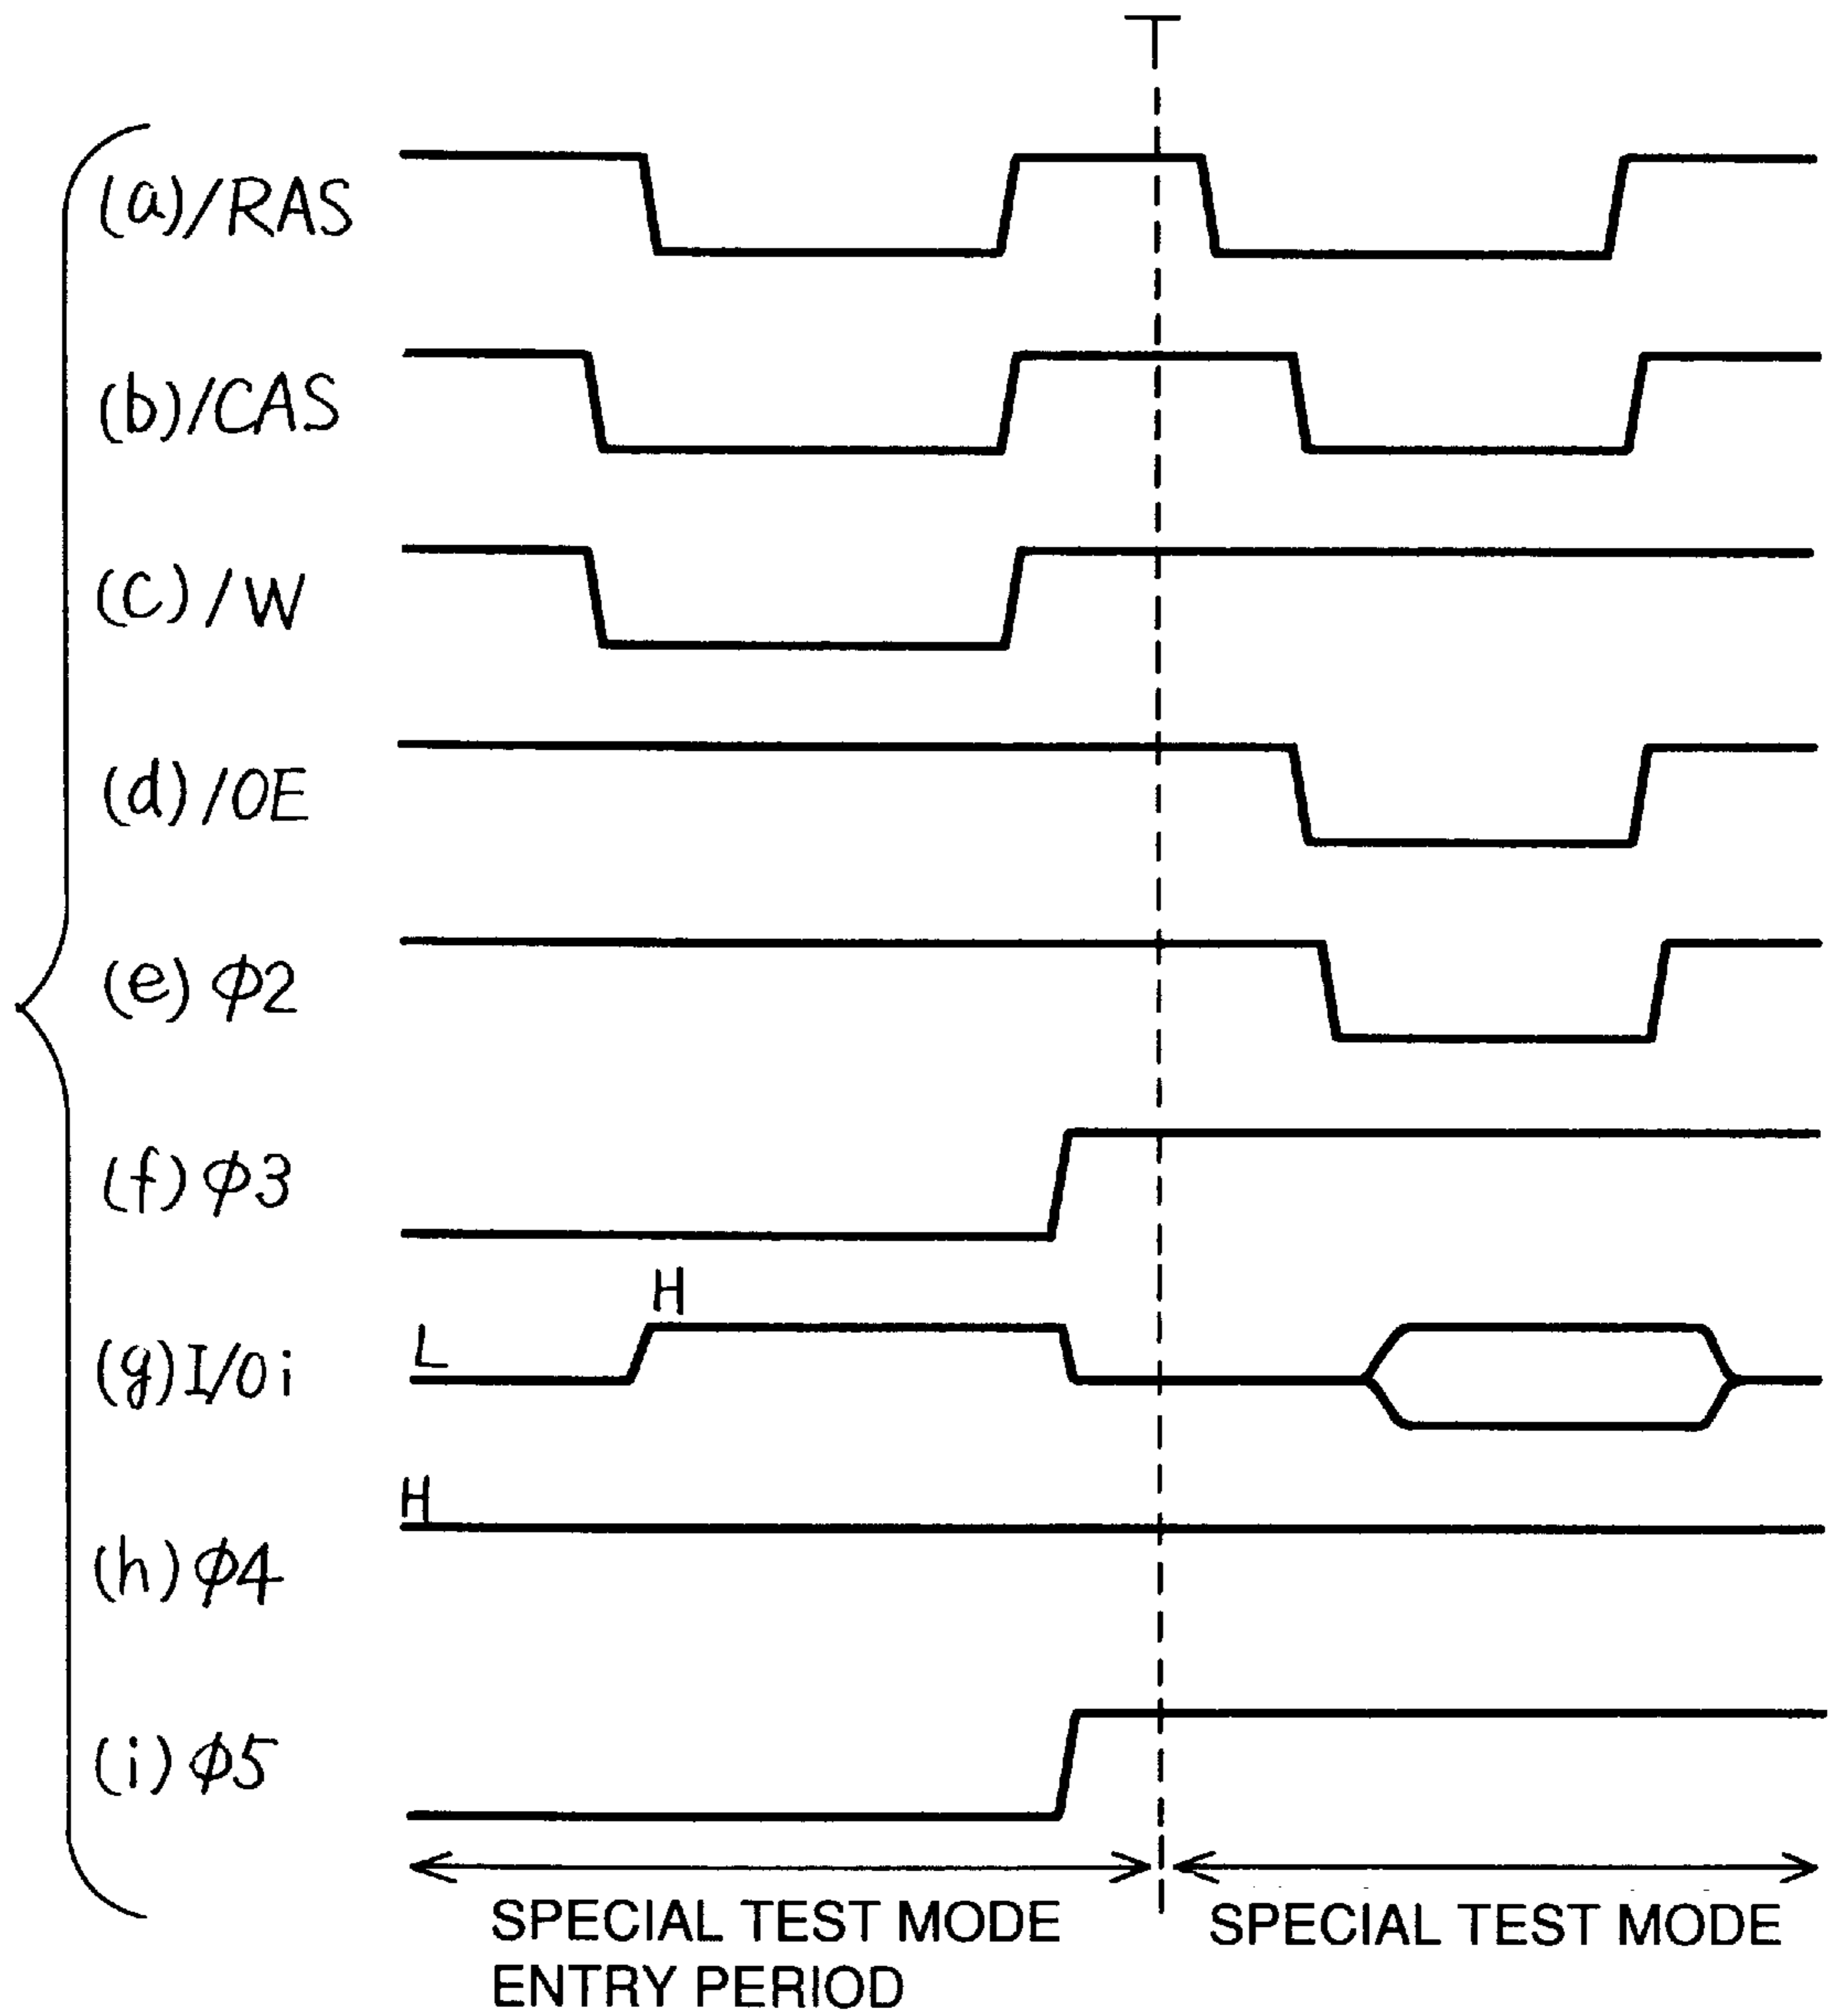 T
(a)/RAS
(b)/CAS
(c)/W
(d)/OE
(e)φ2
(f)φ3
H
L
(g)I/Oi
H
(h)φ4
(i)φ5
SPECIAL TEST MODE
ENTRY PERIOD
SPECIAL TEST MODE